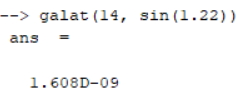 --> galat(14, sin(1.22))
ans  =
1.608D-09